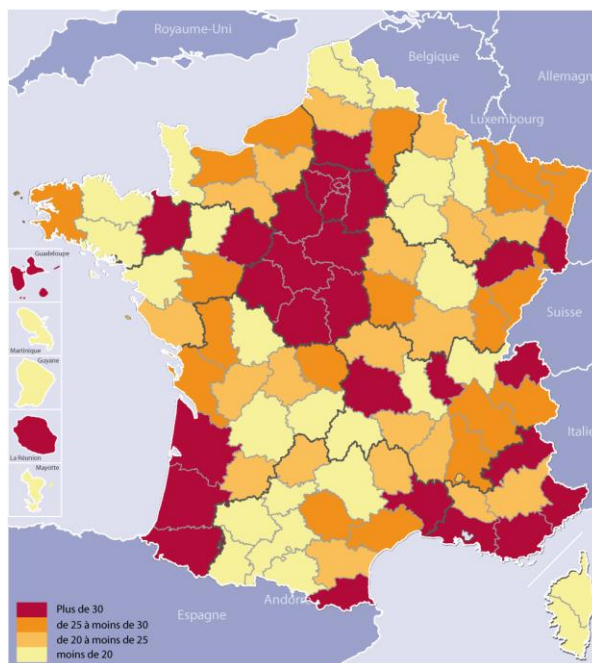 Royaume-Uni
Belgique
Allemagn
Luxembourg
Guadeloupe
Suisse
Martinique
Guyane
Italie
La Réunion
Mayotte
Plus de 30
de 25 à moins de 30
de 20 à moins de 25
moins de 20
Andorre
Espagne